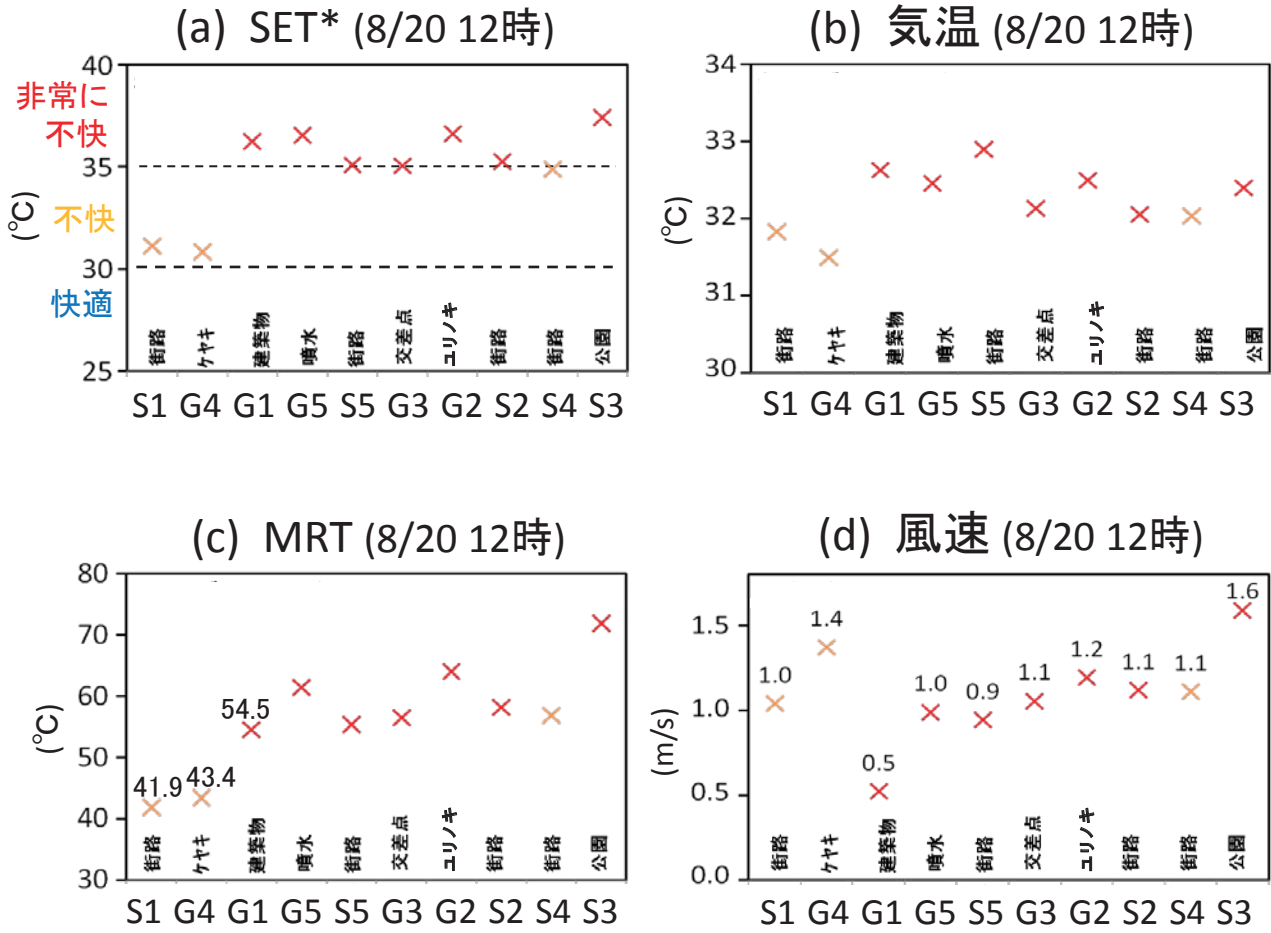 (a) SET* (8/20 12時)
40
35
30
25
(℃)
非常に
不快
不快
快適
街路
ケヤキ
建築物
噴水
街路
交差点
ユリノキ
街路
街路
公園
S1 G4 G1 G5 S5 G3 G2 S2 S4 S3
(b) 気温 (8/20 12時)
34
33
32
31
30
(℃)
街路
ケヤキ
建築物
噴水
街路
交差点
ユリノキ
街路
街路
公園
S1 G4 G1 G5 S5 G3 G2 S2 S4 S3
(c) MRT (8/20 12時)
80
70
60
50
40
30
(℃)
41.9 43.4 54.5
街路
ケヤキ
建築物
噴水
街路
交差点
ユリノキ
街路
街路
公園
S1 G4 G1 G5 S5 G3 G2 S2 S4 S3
(d) 風速 (8/20 12時)
1.5
1.0
0.5
0.0
(m/s)
1.0 1.4 0.5 1.0 0.9 1.1 1.2 1.1 1.1 1.6
街路
ケヤキ
建築物
噴水
街路
交差点
ユリノキ
街路
街路
公園
S1 G4 G1 G5 S5 G3 G2 S2 S4 S3